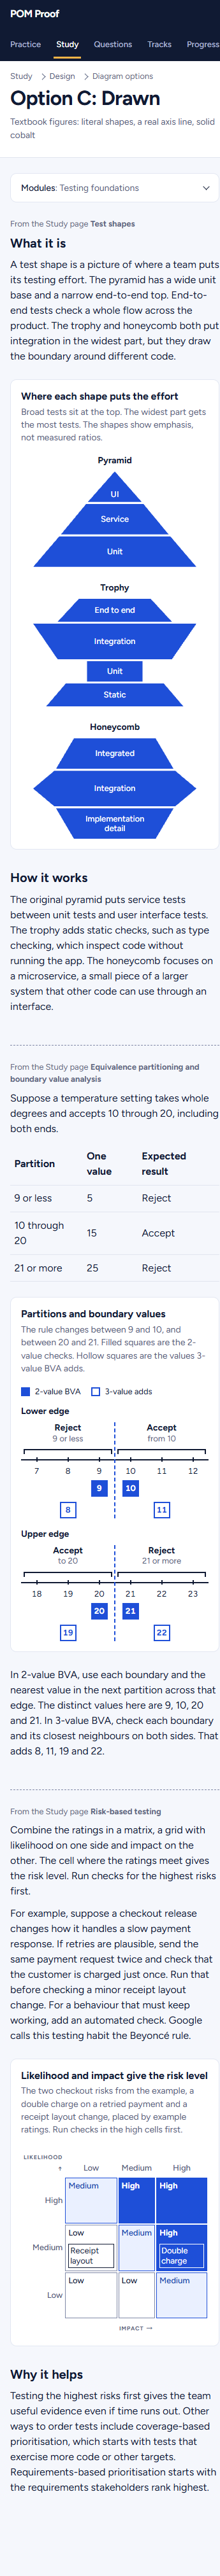 POM Proof
Practice Study Questions Tracks Progress
Study > Design > Diagram options
Option C: Drawn
Textbook figures: literal shapes, a real axis line, solid
cobalt
Modules: Testing foundations
From the Study page Test shapes
What it is
A test shape is a picture of where a team puts
its testing effort. The pyramid has a wide unit
base and a narrow end-to-end top. End-to-
end tests check a whole flow across the
product. The trophy and honeycomb both put
integration in the widest part, but they draw
the boundary around different code.
Where each shape puts the effort
Broad tests sit at the top. The widest part gets
the most tests. The shapes show emphasis,
not measured ratios.
Pyramid
UI
Service
Unit
Trophy
End to end
Integration
Unit
Static
Honeycomb
Integrated
Integration
Implementation
detail
How it works
The original pyramid puts service tests
between unit tests and user interface tests.
The trophy adds static checks, such as type
checking, which inspect code without
running the app. The honeycomb focuses on
a microservice, a small piece of a larger
system that other code can use through an
interface.
From the Study page Equivalence partitioning and
boundary value analysis
Suppose a temperature setting takes whole
degrees and accepts 10 through 20, including
both ends.
Partition One value Expected result
9 or less 5 Reject
10 through 20 15 Accept
21 or more 25 Reject
Partitions and boundary values
The rule changes between 9 and 10, and
between 20 and 21. Filled squares are the 2-
value checks. Hollow squares are the values 3-
value BVA adds.
2-value BVA 3-value adds
Lower edge
Reject Accept
9 or less from 10
7 8 9 10 11 12
9 10
8 11
Upper edge
Accept Reject
to 20 21 or more
18 19 20 21 22 23
20 21
19 22
In 2-value BVA, use each boundary and the
nearest value in the next partition across that
edge. The distinct values here are 9, 10, 20
and 21. In 3-value BVA, check each boundary
and its closest neighbours on both sides. That
adds 8, 11, 19 and 22.
From the Study page Risk-based testing
Combine the ratings in a matrix, a grid with
likelihood on one side and impact on the
other. The cell where the ratings meet gives
the risk level. Run checks for the highest risks
first.
For example, suppose a checkout release
changes how it handles a slow payment
response. If retries are plausible, send the
same payment request twice and check that
the customer is charged just once. Run that
before checking a minor receipt layout
change. For a behaviour that must keep
working, add an automated check. Google
calls this testing habit the Beyoncé rule.
Likelihood and impact give the risk level
The two checkout risks from the example, a
double charge on a retried payment and a
receipt layout change, placed by example
ratings. Run checks in the high cells first.
LIKELIHOOD
↑ Low Medium High
High Medium High High
Medium Low Medium High
Receipt layout Double charge
Low Low Low Medium
IMPACT →
Why it helps
Testing the highest risks first gives the team
useful evidence even if time runs out. Other
ways to order tests include coverage-based
prioritisation, which starts with tests that
exercise more code or other targets.
Requirements-based prioritisation starts with
the requirements stakeholders rank highest.